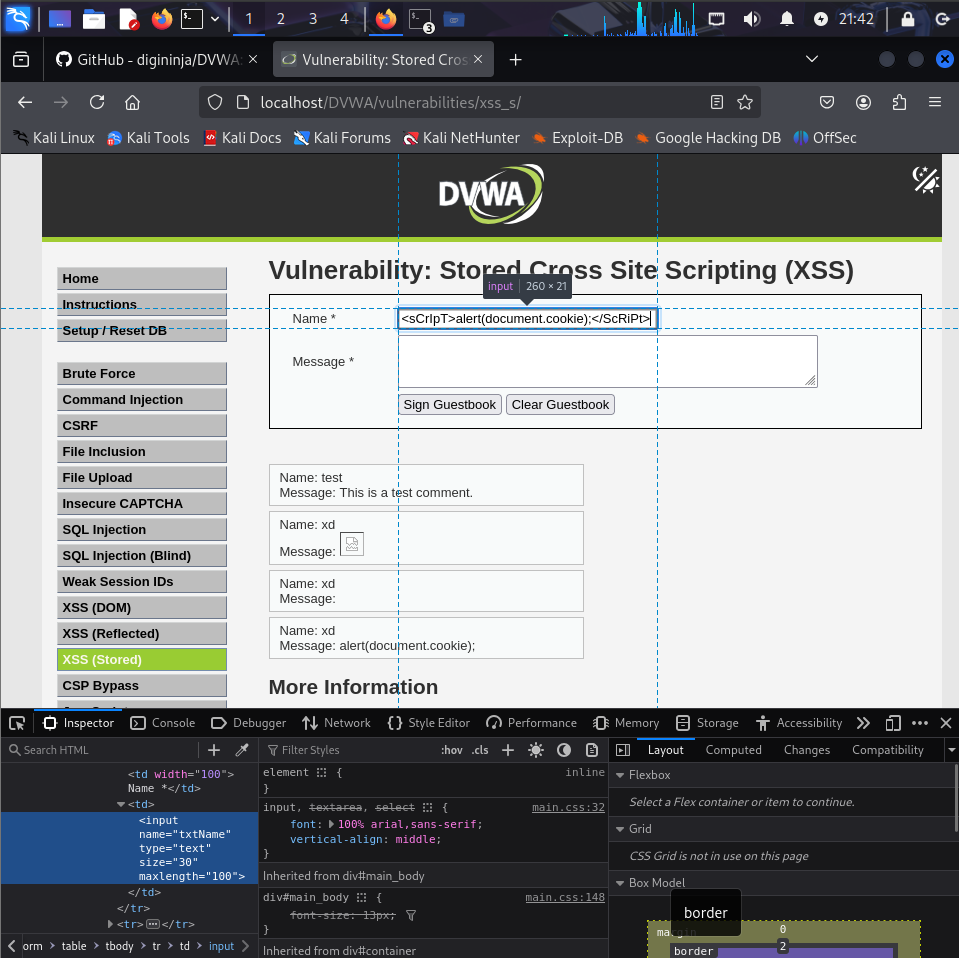 1 2 3 4 3 21:42
GitHub - digininja/DVWA: Vulnerability: Stored Cros
localhost/DVWA/vulnerabilities/xss_s/
Kali Linux Kali Tools Kali Docs Kali Forums Kali NetHunter Exploit-DB Google Hacking DB OffSec
DVWA
Home
Instructions
Setup / Reset DB
Brute Force
Command Injection
CSRF
File Inclusion
File Upload
Insecure CAPTCHA
SQL Injection
SQL Injection (Blind)
Weak Session IDs
XSS (DOM)
XSS (Reflected)
XSS (Stored)
CSP Bypass
Vulnerability: Stored Cross Site Scripting (XSS)
input 260 × 21
Name * <sCrIpT>alert(document.cookie);</ScRiPt>
Message *
Sign Guestbook Clear Guestbook
Name: test
Message: This is a test comment.
Name: xd
Message:
Name: xd
Message:
Name: xd
Message: alert(document.cookie);
More Information
Inspector Console Debugger Network Style Editor Performance Memory Storage Accessibility
Search HTML
<td width="100">
Name *</td>
<td>
<input
name="txtName"
type="text"
size="30"
maxlength="100">
</td>
</tr>
<tr> </tr>
orm table tbody tr td input
Filter Styles :hov .cls
element { inline
}
input, textarea, select { main.css:32
font: 100% arial,sans-serif;
vertical-align: middle;
}
Inherited from div#main_body
div#main_body { main.css:148
font-size: 13px;
}
Inherited from div#container
Layout Computed Changes Compatibility
Flexbox
Select a Flex container or item to continue.
Grid
CSS Grid is not in use on this page
Box Model
border
margin 0
border 2